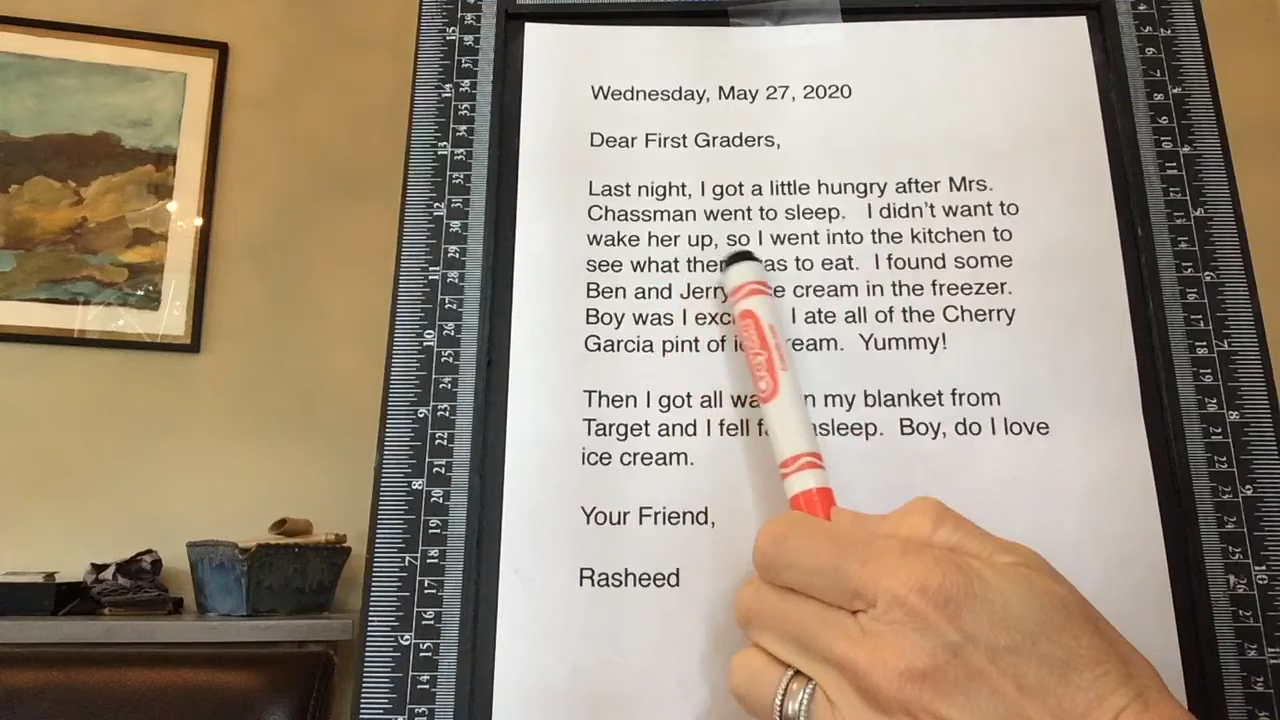 Wednesday, May 27, 2020
Dear First Graders,
Last night, I got a little hungry after Mrs.
Chassman went to sleep. I didn't want to
wake her up, so I went into the kitchen to
see what to eat. I found some
Ben and cream in the freezer.
Boy was I I ate all of the Cherry
Garcia pint of Yummy!
Then I got all my blanket from
Target and I fell asleep. Boy, do I love
ice cream.
Your Friend,
Rasheed
Crayola